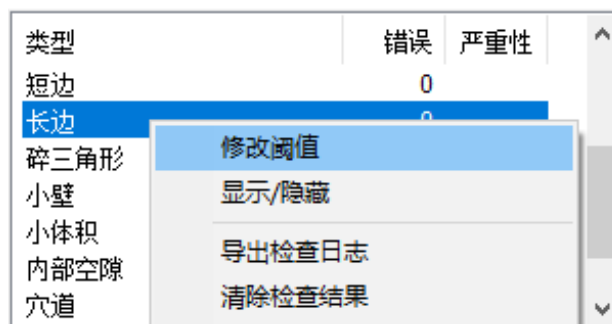 类型 错误 严重性
短边 0
长边
修改阈值
碎三角形
显示/隐藏
小壁
小体积
导出检查日志
内部空隙
清除检查结果
穴道